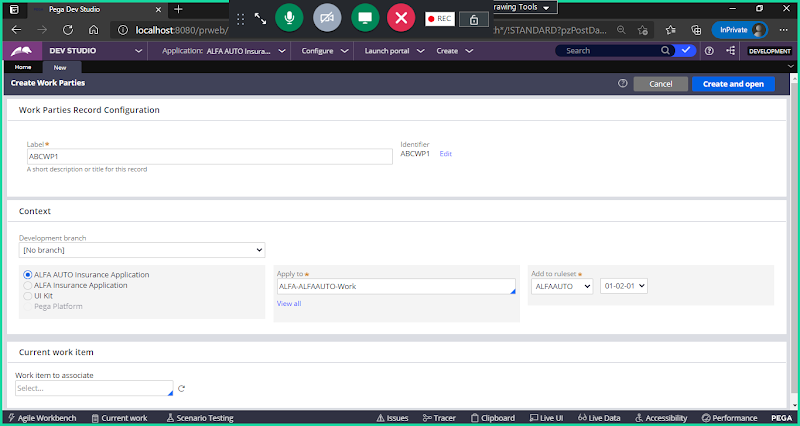 Pega Dev Studio
rawing Tools
REC
localhost:8080/prweb/
ch*/!STANDARD?pzPostDa...
InPrivate
DEV STUDIO
Application: ALFA AUTO Insura...
Configure
Launch portal
Create
Search
DEVELOPMENT
Home
New
Create Work Parties
Cancel
Create and open
Work Parties Record Configuration
Label*
Identifier
ABCWP1
ABCWP1 Edit
A short description or title for this record
Context
Development branch
[No branch]
ALFA AUTO Insurance Application
ALFA Insurance Application
UI Kit
Pega Platform
Apply to*
ALFA-ALFAAUTO-Work
View all
Add to ruleset*
ALFAAUTO
01-02-01
Current work item
Work item to associate
Select...
Agile Workbench
Current work
Scenario Testing
Issues
Tracer
Clipboard
Live UI
Live Data
Accessibility
Performance
PEGA